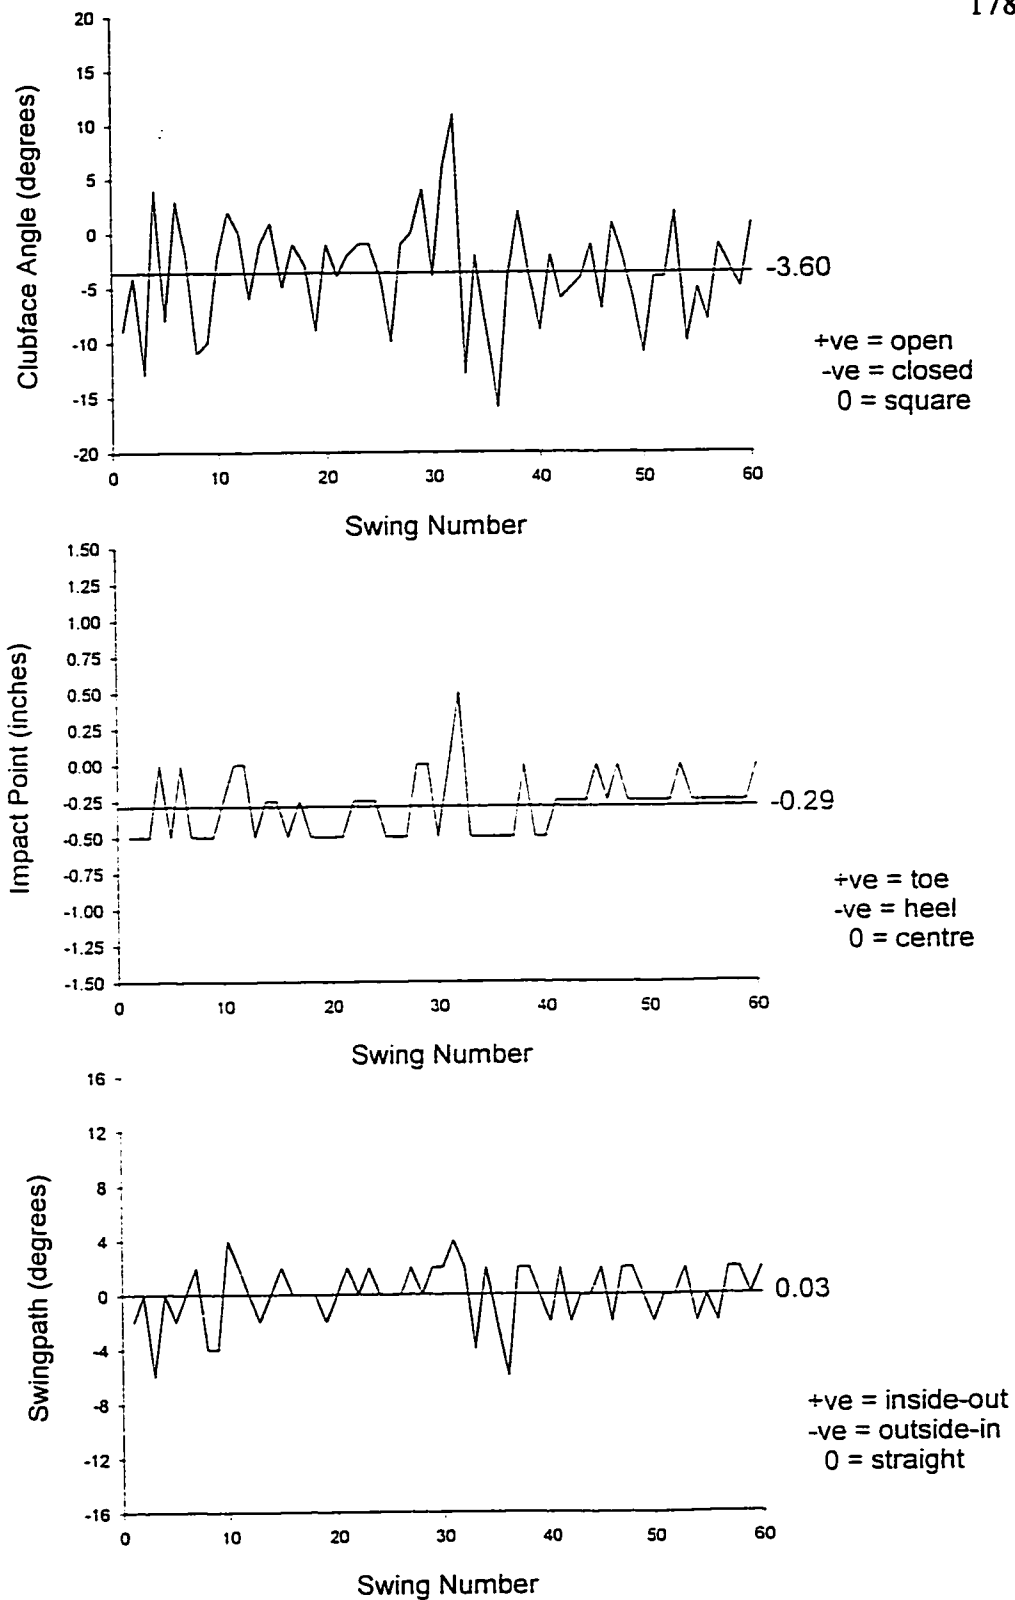 178
20
15
10
5
0
-5
-10
-15
-20
Clubface Angle (degrees)
-3.60
+ve = open
-ve = closed
0 = square
0 10 20 30 40 50 60
Swing Number
1.50
1.25
1.00
0.75
0.50
0.25
0.00
-0.25
-0.50
-0.75
-1.00
-1.25
-1.50
Impact Point (inches)
-0.29
+ve = toe
-ve = heel
0 = centre
0 10 20 30 40 50 60
Swing Number
16
12
8
4
0
-4
-8
-12
-16
Swingpath (degrees)
0.03
+ve = inside-out
-ve = outside-in
0 = straight
0 10 20 30 40 50 60
Swing Number